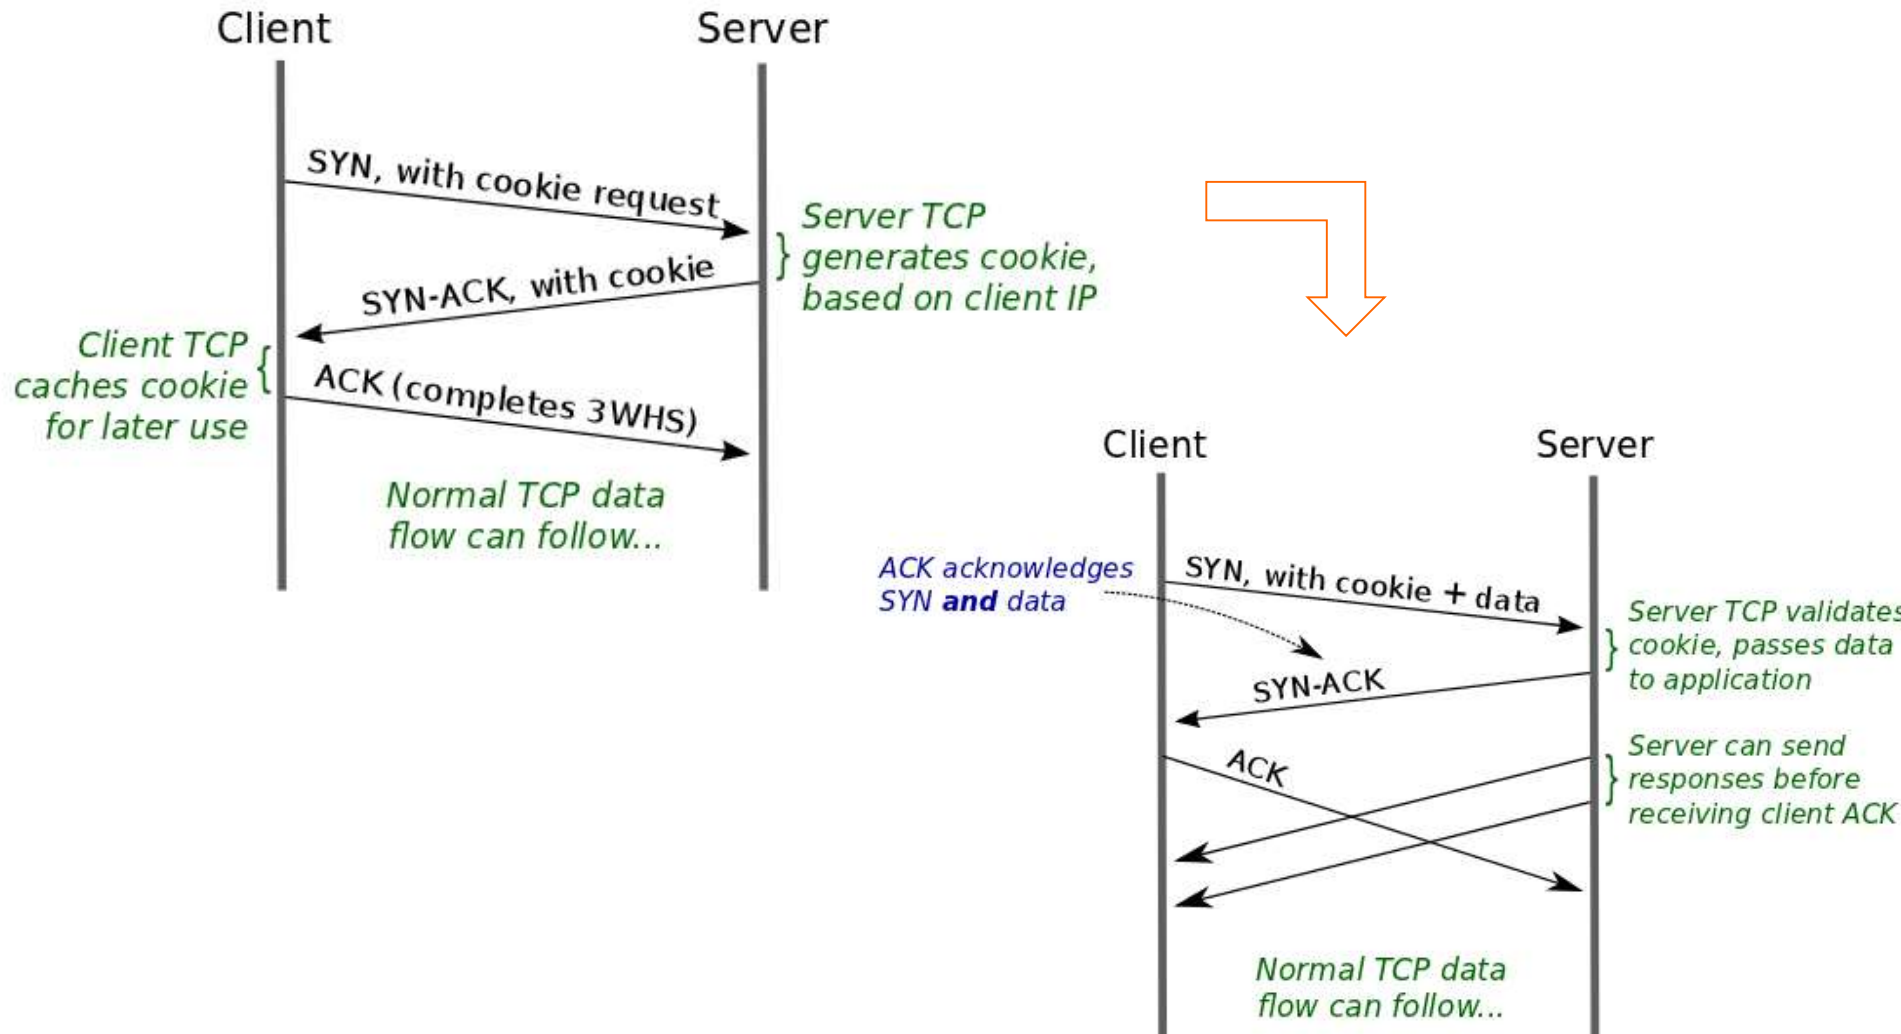 Client
Server
SYN, with cookie request
Server TCP
generates cookie,
based on client IP
SYN-ACK, with cookie
Client TCP
caches cookie
for later use
ACK (completes 3WHS)
Normal TCP data
flow can follow...
Client
Server
ACK acknowledges
SYN and data
SYN, with cookie + data
Server TCP validates
cookie, passes data
to application
SYN-ACK
Server can send
responses before
receiving client ACK
ACK
Normal TCP data
flow can follow...